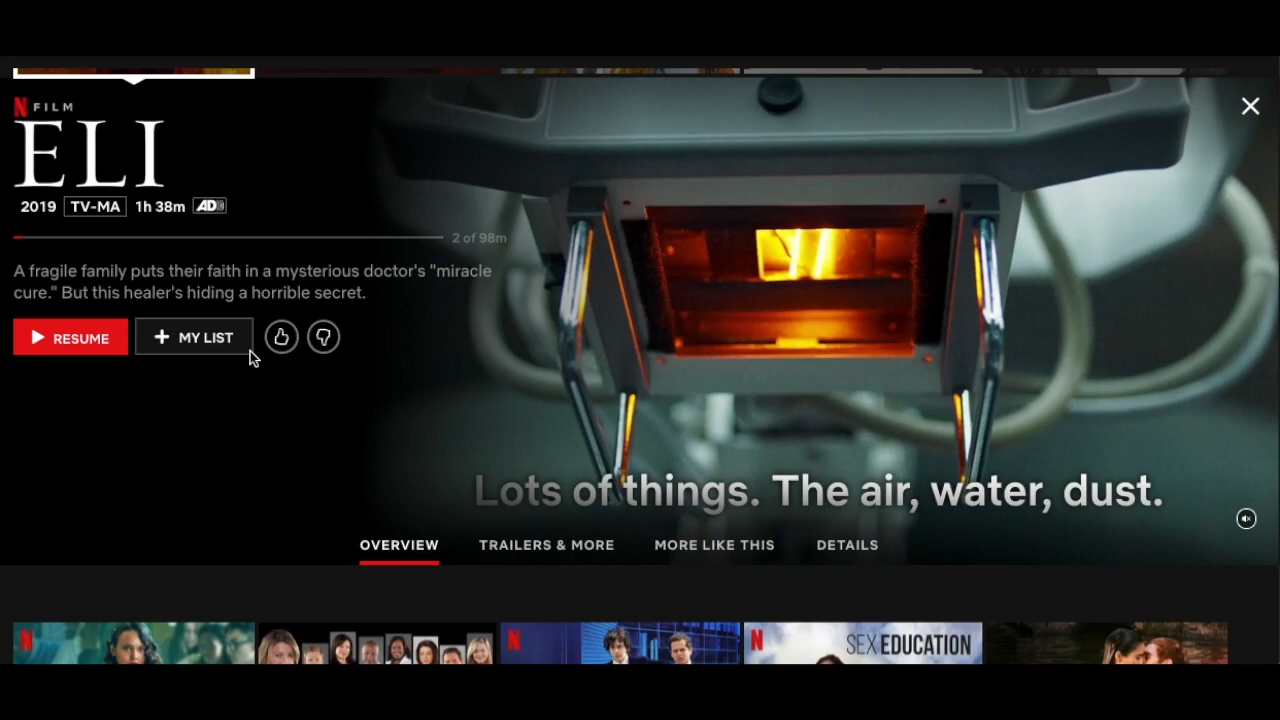 N FILM
ELI
2019 TV-MA 1h 38m AD
2 of 98m
A fragile family puts their faith in a mysterious doctor's "miracle
cure." But this healer's hiding a horrible secret.
RESUME MY LIST
Lots of things. The air, water, dust.
OVERVIEW TRAILERS & MORE MORE LIKE THIS DETAILS
N N N SEX EDUCATION